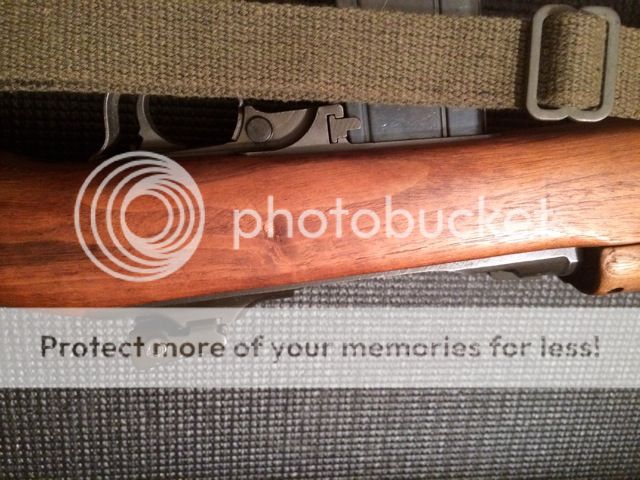 photobucket
Protect more of your memories for less!